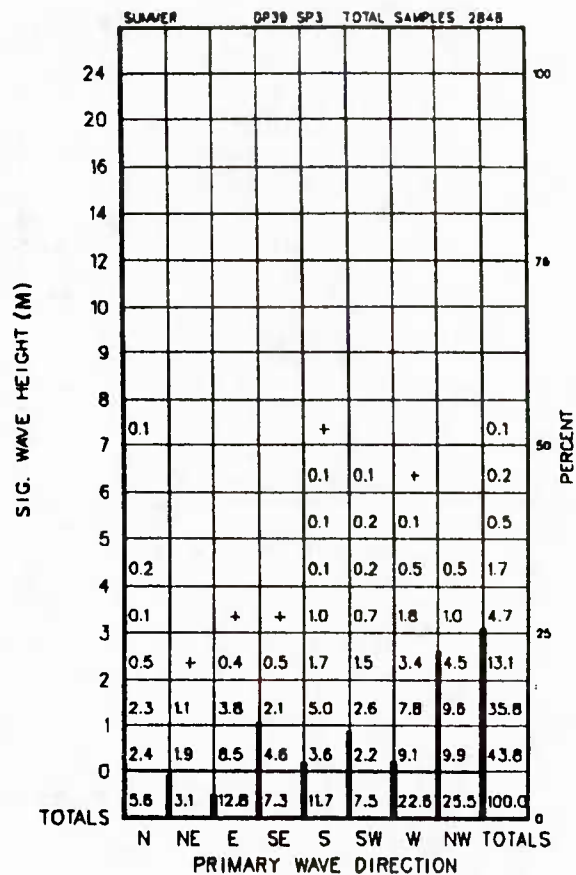 SUMMER GP39 SP3 TOTAL SAMPLES 2848
24 100
20
16
14
12 75
10
9
8
0.1 + 0.1
7 50
0.1 0.1 + 0.2
6
0.1 0.2 0.1 0.5
5
0.2 0.1 0.2 0.5 0.5 1.7
4
0.1 + + 1.0 0.7 1.8 1.0 4.7
3 25
0.5 + 0.4 0.5 1.7 1.5 3.4 4.5 13.1
2
2.3 1.1 3.8 2.1 5.0 2.6 7.8 9.6 35.8
1
2.4 1.9 8.5 4.6 3.6 2.2 9.1 9.9 43.8
0
5.6 3.1 12.8 7.3 11.7 7.5 22.8 25.5 100.0
TOTALS 0
N NE E SE S SW W NW TOTALS
PRIMARY WAVE DIRECTION
SIG. WAVE HEIGHT (M)
PERCENT